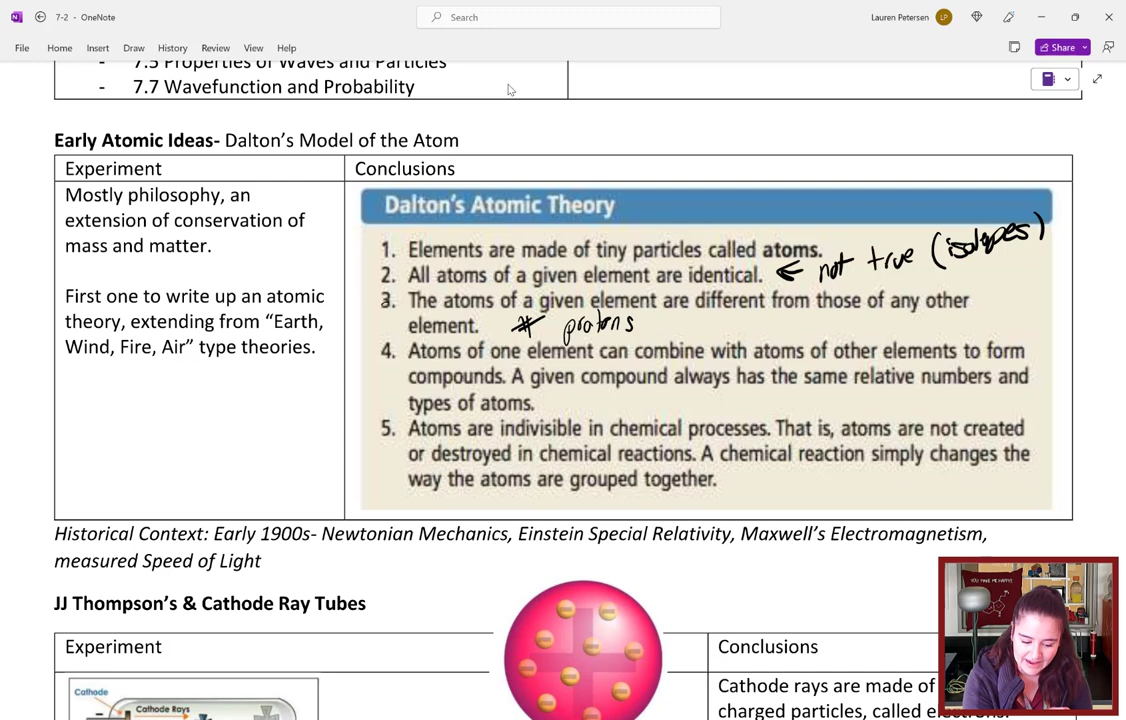 7-2 - OneNote
Search
Lauren Petersen
LP
File Home Insert Draw History Review View Help
Share
- 7.5 Properties of Waves and Particles
- 7.7 Wavefunction and Probability
Early Atomic Ideas- Dalton's Model of the Atom
Experiment
Conclusions
Mostly philosophy, an
extension of conservation of
mass and matter.
First one to write up an atomic
theory, extending from "Earth,
Wind, Fire, Air" type theories.
Dalton's Atomic Theory
1. Elements are made of tiny particles called atoms.
2. All atoms of a given element are identical. ← not true (isotopes)
3. The atoms of a given element are different from those of any other
element. # protons
4. Atoms of one element can combine with atoms of other elements to form
compounds. A given compound always has the same relative numbers and
types of atoms.
5. Atoms are indivisible in chemical processes. That is, atoms are not created
or destroyed in chemical reactions. A chemical reaction simply changes the
way the atoms are grouped together.
Historical Context: Early 1900s- Newtonian Mechanics, Einstein Special Relativity, Maxwell's Electromagnetism,
measured Speed of Light
JJ Thompson's & Cathode Ray Tubes
Experiment
Conclusions
Cathode
Cathode Rays
Cathode rays are made of
charged particles, called electrons.
YOU MAKE ME HAPPY